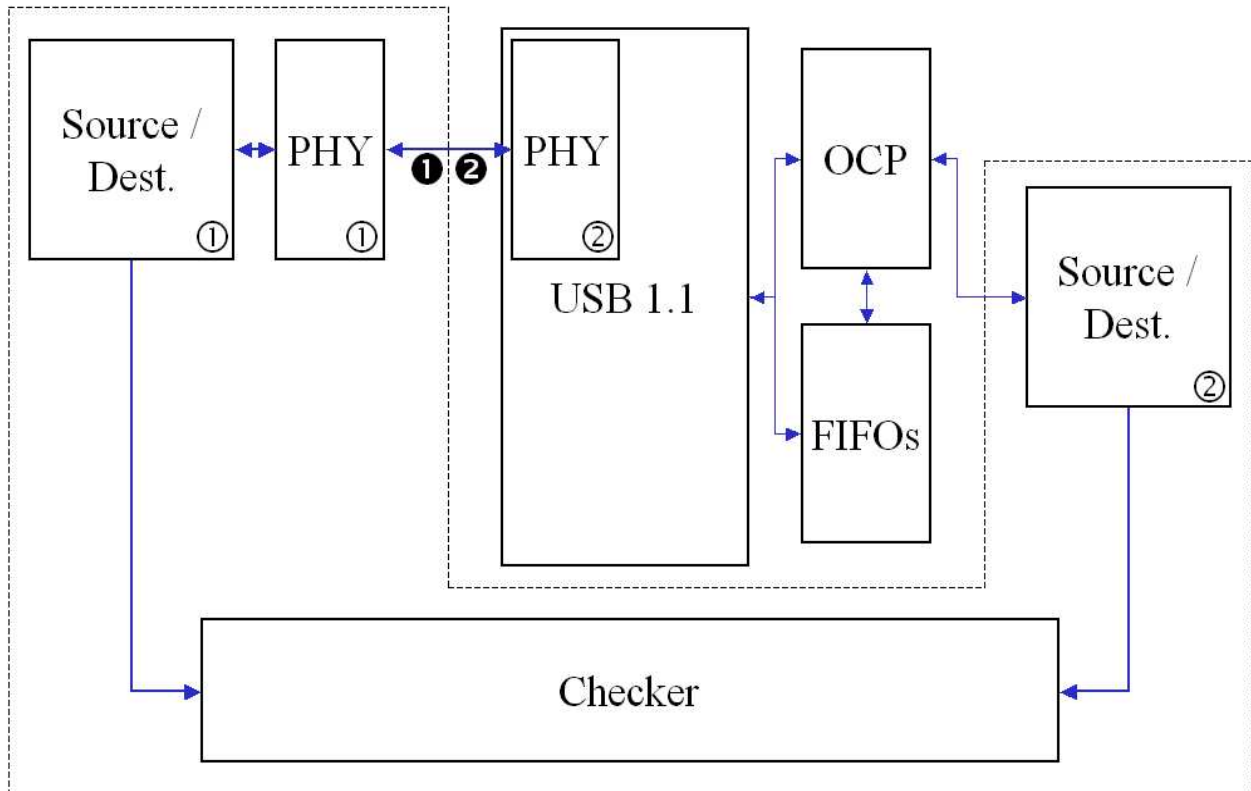 Source /
Dest.
①
PHY
①
❶ ❷
PHY
②
USB 1.1
OCP
FIFOs
Source /
Dest.
②
Checker